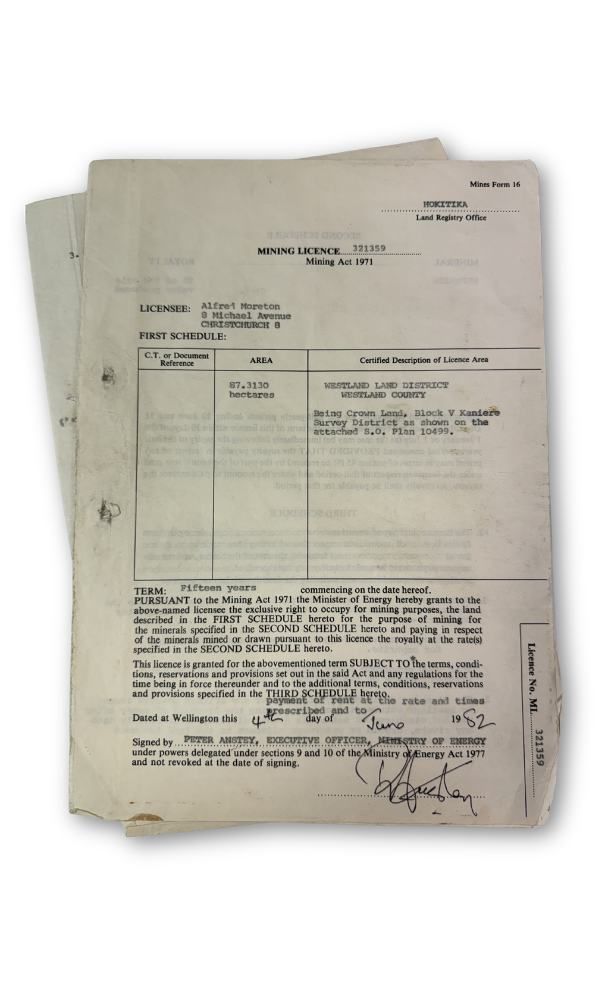 Mines Form 16
HOKITIKA
Land Registry Office
MINING LICENCE 321359
Mining Act 1971
LICENSEE: Alfred Moreton
8 Michael Avenue
CHRISTCHURCH 8
FIRST SCHEDULE:
C.T. or Document
Reference
AREA
Certified Description of Licence Area
87.3130
hectares
WESTLAND LAND DISTRICT
WESTLAND COUNTY
Being Crown Land, Block V Kaniere
Survey District as shown on the
attached S.O. Plan 10499.
TERM: Fifteen years commencing on the date hereof.
PURSUANT to the Mining Act 1971 the Minister of Energy hereby grants to the
above-named licensee the exclusive right to occupy for mining purposes, the land
described in the FIRST SCHEDULE hereto for the purpose of mining for
the minerals specified in the SECOND SCHEDULE hereto and paying in respect
of the minerals mined or drawn pursuant to this licence the royalty at the rate(s)
specified in the SECOND SCHEDULE hereto.
This licence is granted for the abovementioned term SUBJECT TO *the terms, condi-
tions, reservations and provisions set out in the said Act and any regulations for the
time being in force thereunder and to the additional terms, conditions, reservations
and provisions specified in the THIRD SCHEDULE hereto.
payment of rent at the rate and times
prescribed and to
Dated at Wellington this 4th day of June 1982
Signed by PETER ANSTEY, EXECUTIVE OFFICER, MINISTRY OF ENERGY
under powers delegated under sections 9 and 10 of the Ministry of Energy Act 1977
and not revoked at the date of signing.
Licence No. ML 321359
3.